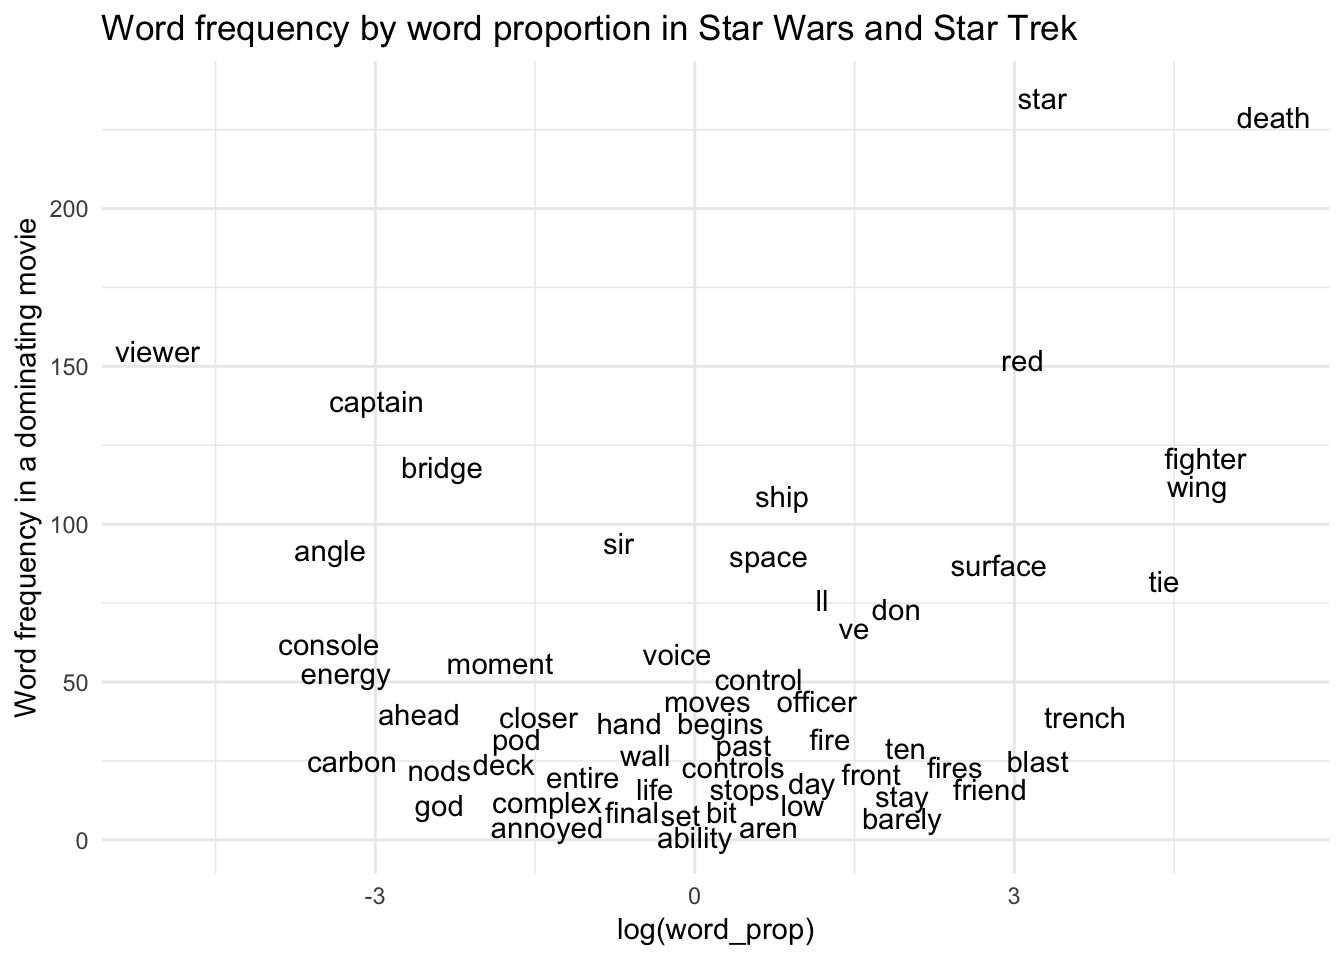 Word frequency by word proportion in Star Wars and Star Trek
Word frequency in a dominating movie
200
150
100
50
0
star
death
viewer
red
captain
bridge
fighter
wing
ship
angle
sir
space
surface
tie
ll
don
ve
console
energy
moment
voice
control
moves
officer
ahead
closer
hand
begins
trench
pod
wall
past
fire
ten
carbon
nods
deck
entire
life
controls
stops
day
front
fires
blast
friend
god
complex
annoyed
final
set
bit
low
stay
barely
aren
ability
-3
0
3
log(word_prop)